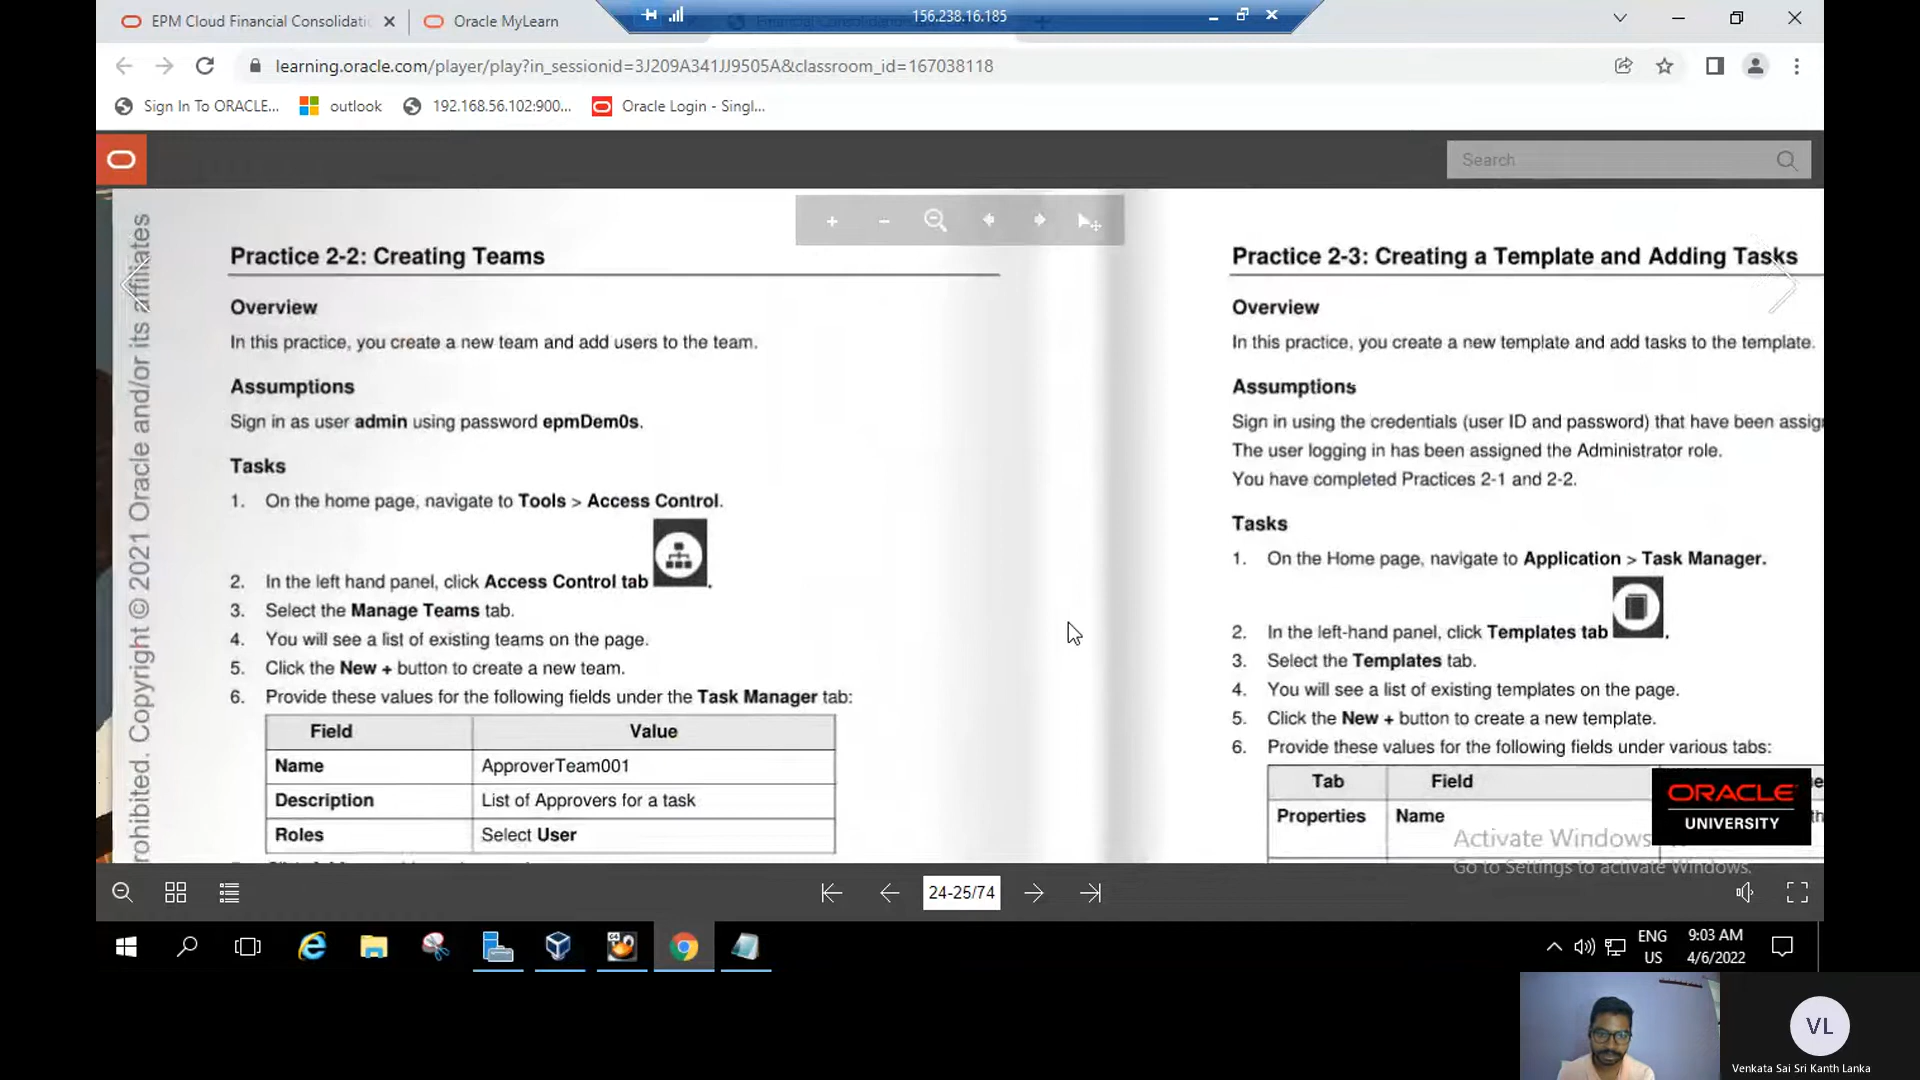 EPM Cloud Financial Consolidatio
Oracle MyLearn
156.238.16.185
learning.oracle.com/player/play?in_sessionid=3J209A341JJ9505A&classroom_id=167038118
Sign In To ORACLE...
outlook
192.168.56.102:900...
Oracle Login - Singl...
Search
rohibited. Copyright © 2021 Oracle and/or its affiliates
Practice 2-2: Creating Teams
Overview
In this practice, you create a new team and add users to the team.
Assumptions
Sign in as user admin using password epmDem0s.
Tasks
1. On the home page, navigate to Tools > Access Control.
2. In the left hand panel, click Access Control tab .
3. Select the Manage Teams tab.
4. You will see a list of existing teams on the page.
5. Click the New + button to create a new team.
6. Provide these values for the following fields under the Task Manager tab:
Field Value
Name ApproverTeam001
Description List of Approvers for a task
Roles Select User
Practice 2-3: Creating a Template and Adding Tasks
Overview
In this practice, you create a new template and add tasks to the template.
Assumptions
Sign in using the credentials (user ID and password) that have been assig
The user logging in has been assigned the Administrator role.
You have completed Practices 2-1 and 2-2.
Tasks
1. On the Home page, navigate to Application > Task Manager.
2. In the left-hand panel, click Templates tab .
3. Select the Templates tab.
4. You will see a list of existing templates on the page.
5. Click the New + button to create a new template.
6. Provide these values for the following fields under various tabs:
Tab Field
Properties Name
ORACLE
UNIVERSITY
Activate Windows
Go to Settings to activate Windows.
24-25/74
ENG
US
9:03 AM
4/6/2022
VL
Venkata Sai Sri Kanth Lanka